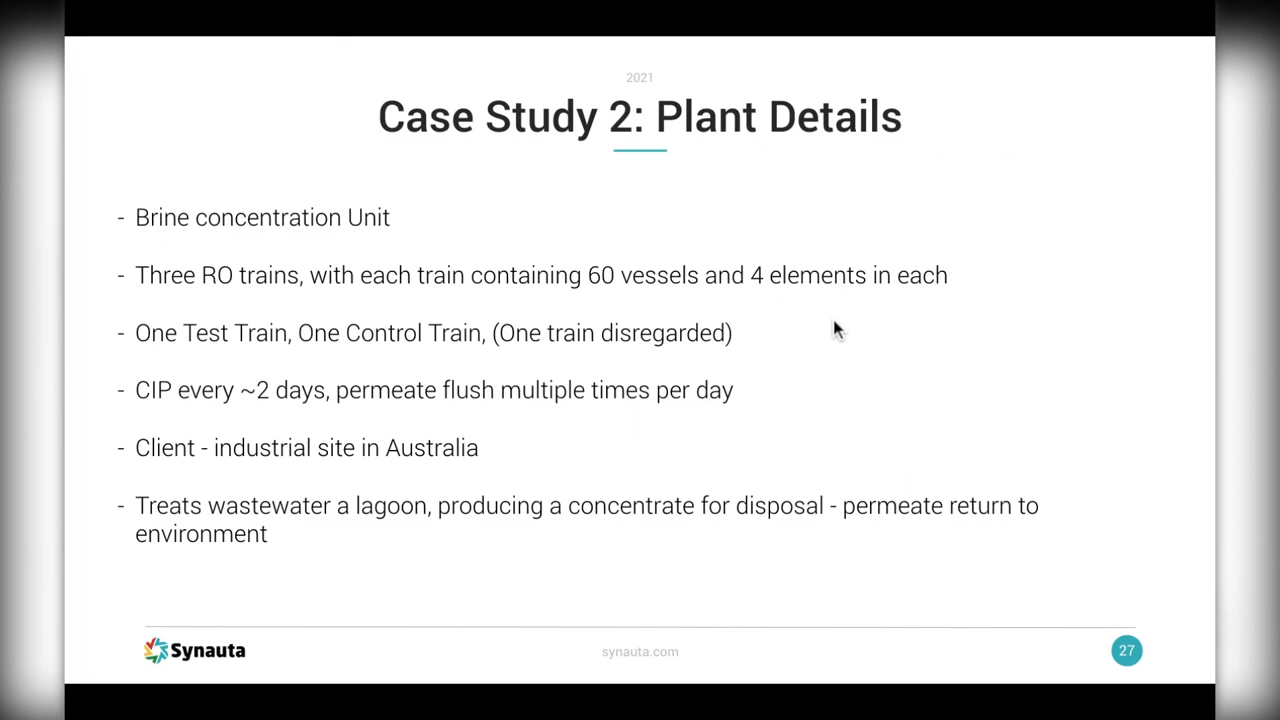 2021
Case Study 2: Plant Details
- Brine concentration Unit
- Three RO trains, with each train containing 60 vessels and 4 elements in each
- One Test Train, One Control Train, (One train disregarded)
- CIP every ~2 days, permeate flush multiple times per day
- Client - industrial site in Australia
- Treats wastewater a lagoon, producing a concentrate for disposal - permeate return to
environment
Synauta
synauta.com
27